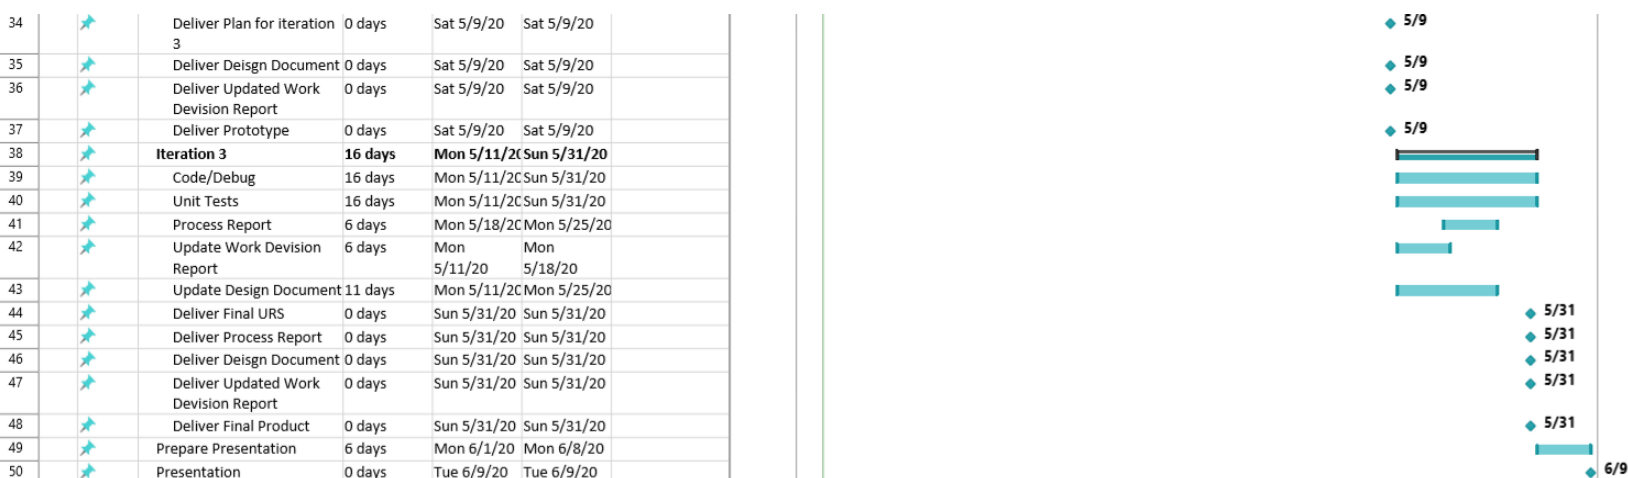 34 Deliver Plan for iteration 0 days Sat 5/9/20 Sat 5/9/20 5/9
3
35 Deliver Deisgn Document 0 days Sat 5/9/20 Sat 5/9/20 5/9
36 Deliver Updated Work 0 days Sat 5/9/20 Sat 5/9/20 5/9
Devision Report
37 Deliver Prototype 0 days Sat 5/9/20 Sat 5/9/20 5/9
38 Iteration 3 16 days Mon 5/11/20 Sun 5/31/20
39 Code/Debug 16 days Mon 5/11/20 Sun 5/31/20
40 Unit Tests 16 days Mon 5/11/20 Sun 5/31/20
41 Process Report 6 days Mon 5/18/20 Mon 5/25/20
42 Update Work Devision 6 days Mon Mon
Report 5/11/20 5/18/20
43 Update Design Document 11 days Mon 5/11/20 Mon 5/25/20
44 Deliver Final URS 0 days Sun 5/31/20 Sun 5/31/20 5/31
45 Deliver Process Report 0 days Sun 5/31/20 Sun 5/31/20 5/31
46 Deliver Deisgn Document 0 days Sun 5/31/20 Sun 5/31/20 5/31
47 Deliver Updated Work 0 days Sun 5/31/20 Sun 5/31/20 5/31
Devision Report
48 Deliver Final Product 0 days Sun 5/31/20 Sun 5/31/20 5/31
49 Prepare Presentation 6 days Mon 6/1/20 Mon 6/8/20
50 Presentation 0 days Tue 6/9/20 Tue 6/9/20 6/9